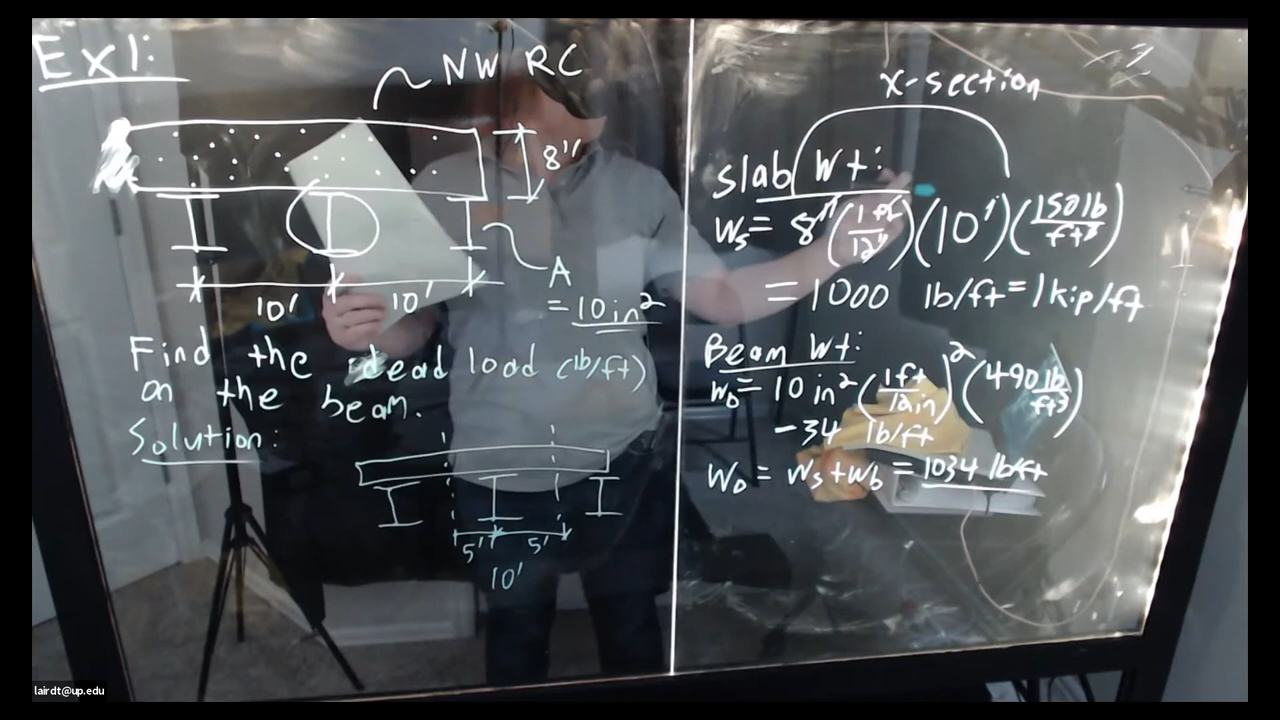 Ex1:
NW RC
8"
A
= 10 in²
10' 10'
Find the dead load (lb/ft)
on the beam.
Solution:
5' 5'
10'
x-section
Slab Wt:
Ws = 8" (1 ft/12") (10') (150 lb/ft³)
= 1000 lb/ft = 1 kip/ft
Beam Wt:
W_D = 10 in² (1 ft/12 in)² (490 lb/ft³)
- 34 lb/ft
W_D = Ws + Wb = 1034 lb/ft
lairdt@up.edu